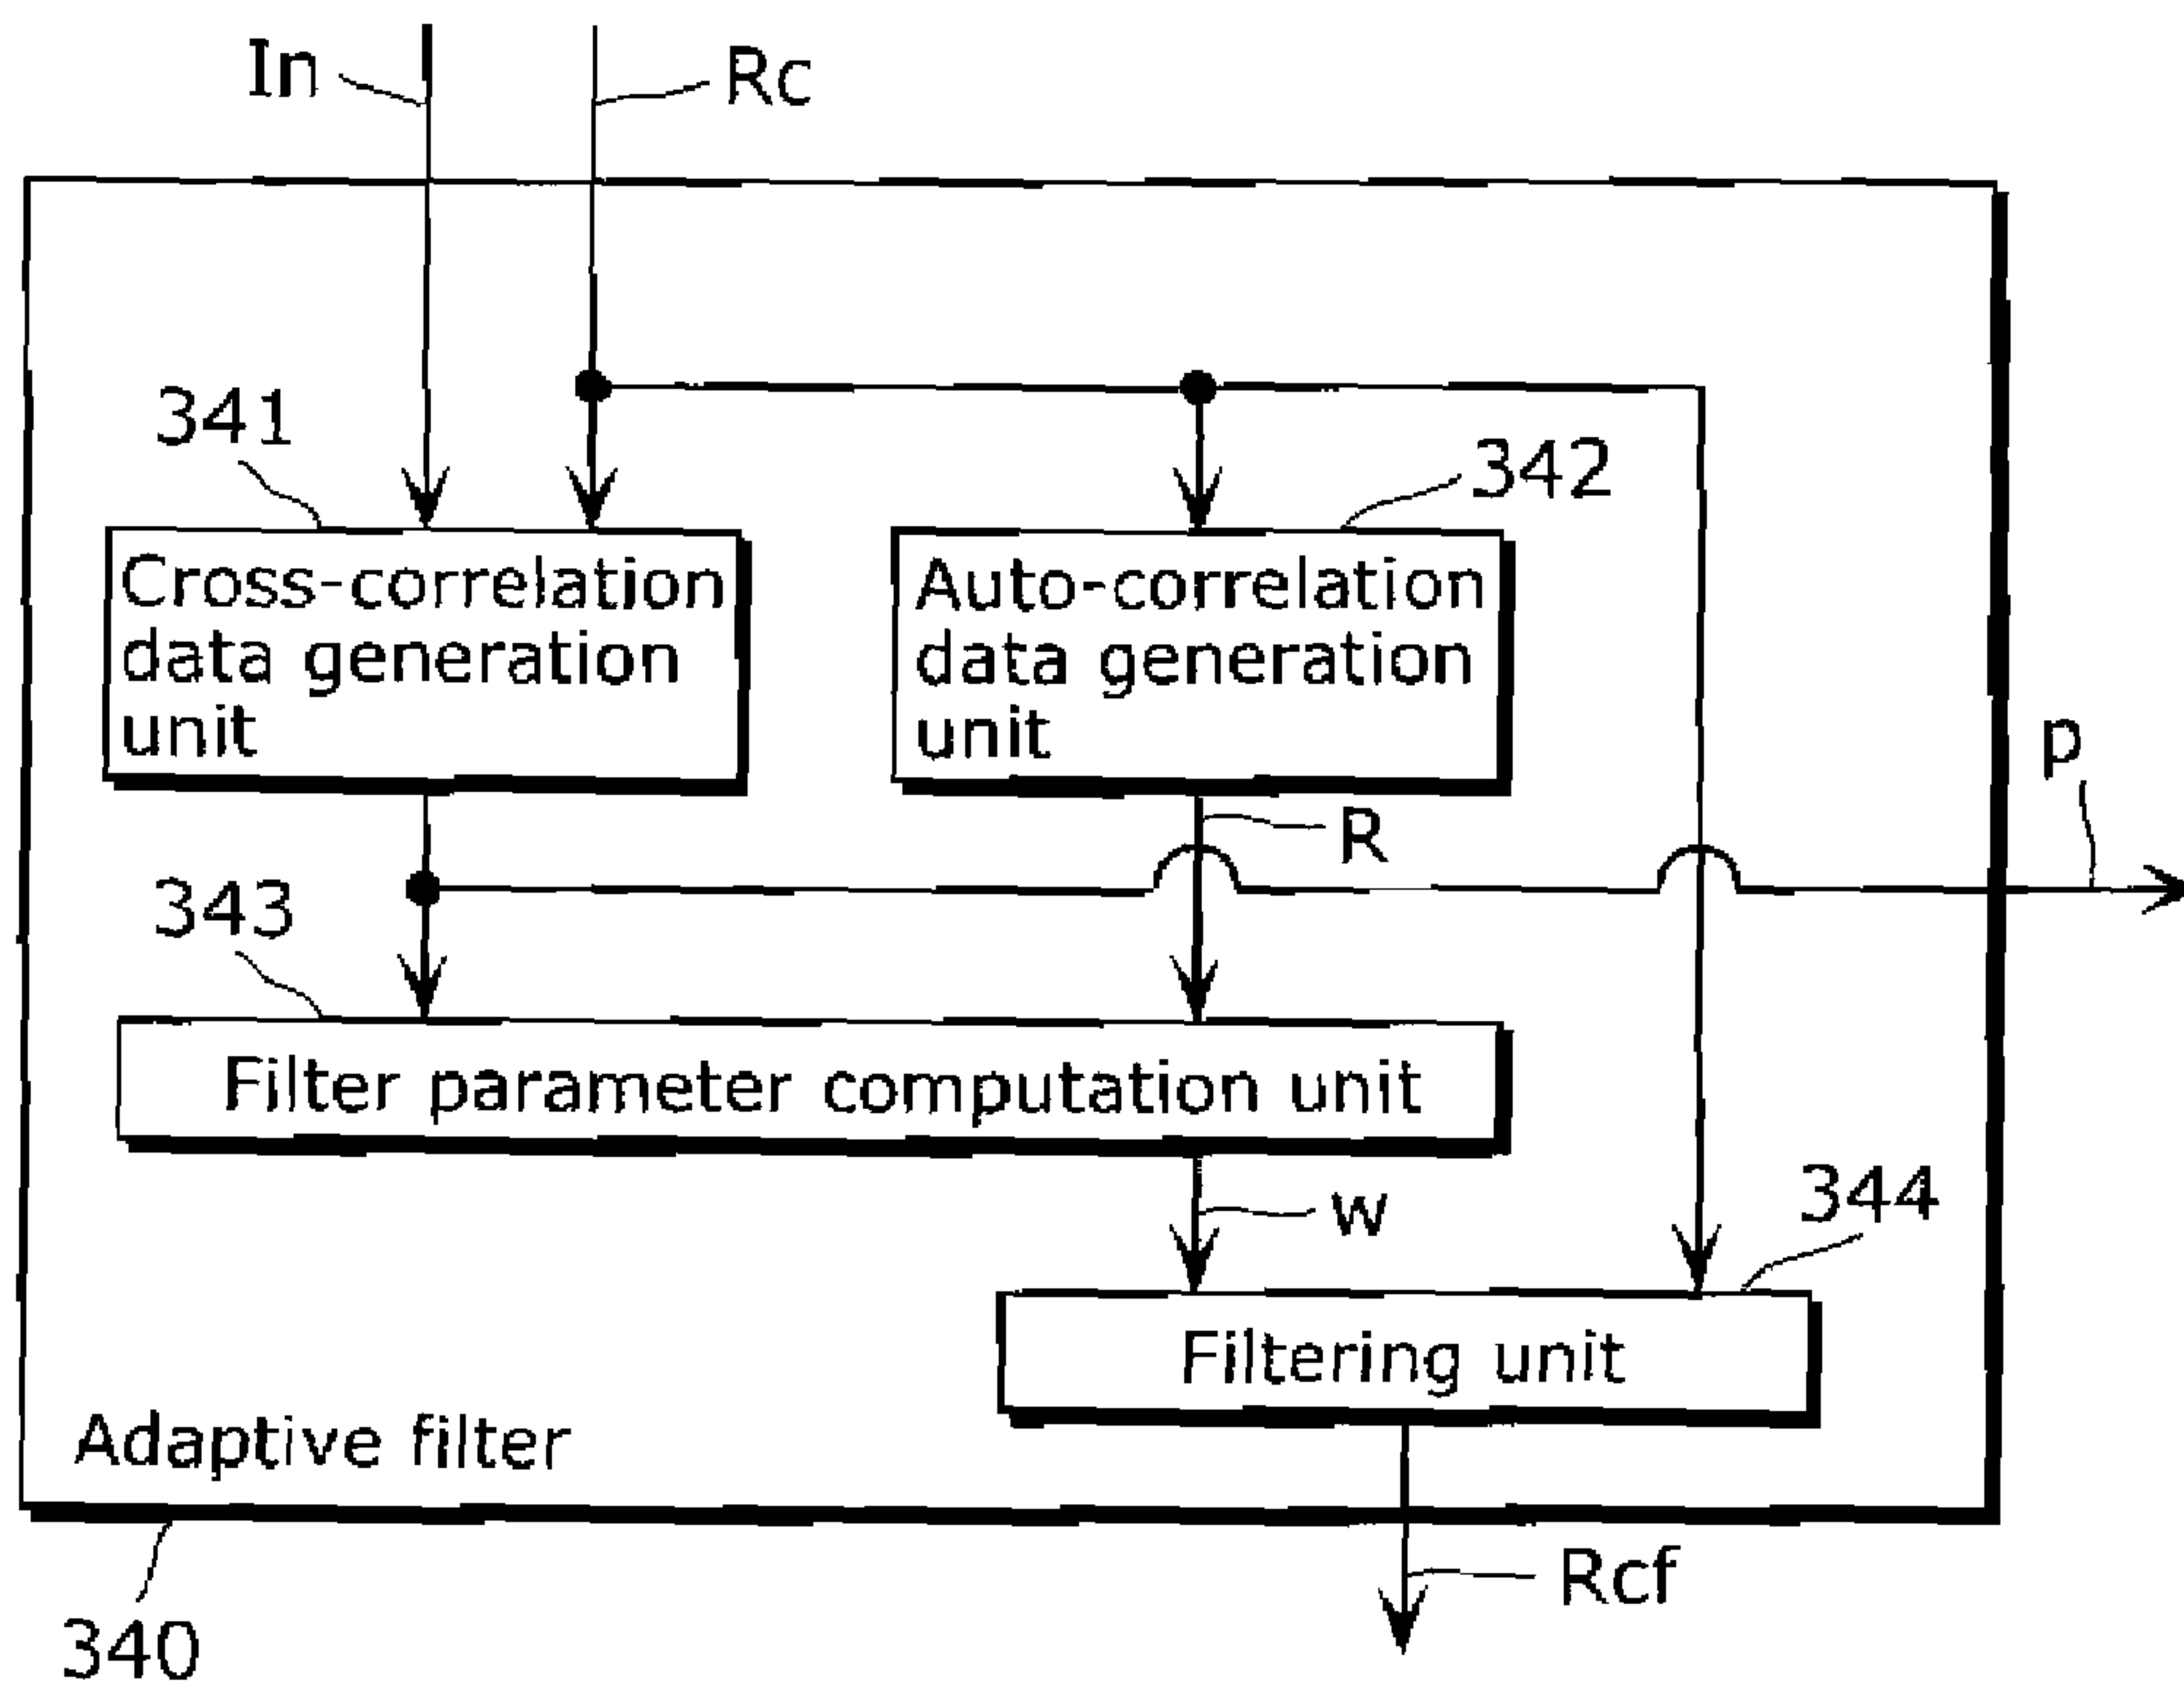 In
Rc
341
342
Cross-correlation
data generation
unit
Auto-correlation
data generation
unit
p
R
343
Filter parameter computation unit
w
344
Filtering unit
Adaptive filter
Rcf
340